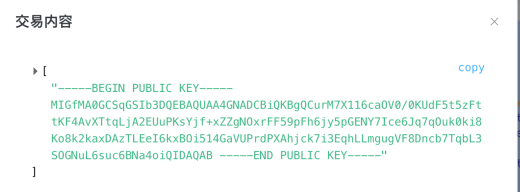 交易内容
copy
[
"-----BEGIN PUBLIC KEY-----
MIGfMA0GCSqGSIb3DQEBAQUAA4GNADCBiQKBgQCurM7X116caOV0/0KUdF5t5zFt
tKF4AvXTtqLjA2EUuPKsYjf+xZZgNOxrFF59pFh6jy5pGENY7Ice6Jq7qOuk0ki8
Ko8k2kaxDAzTLEeI6kxBOi514GaVUPrdPXAhjck7i3EqhLLmgugVF8Dncb7TqbL3
SOGNuL6suc6BNa4oiQIDAQAB -----END PUBLIC KEY-----"
]